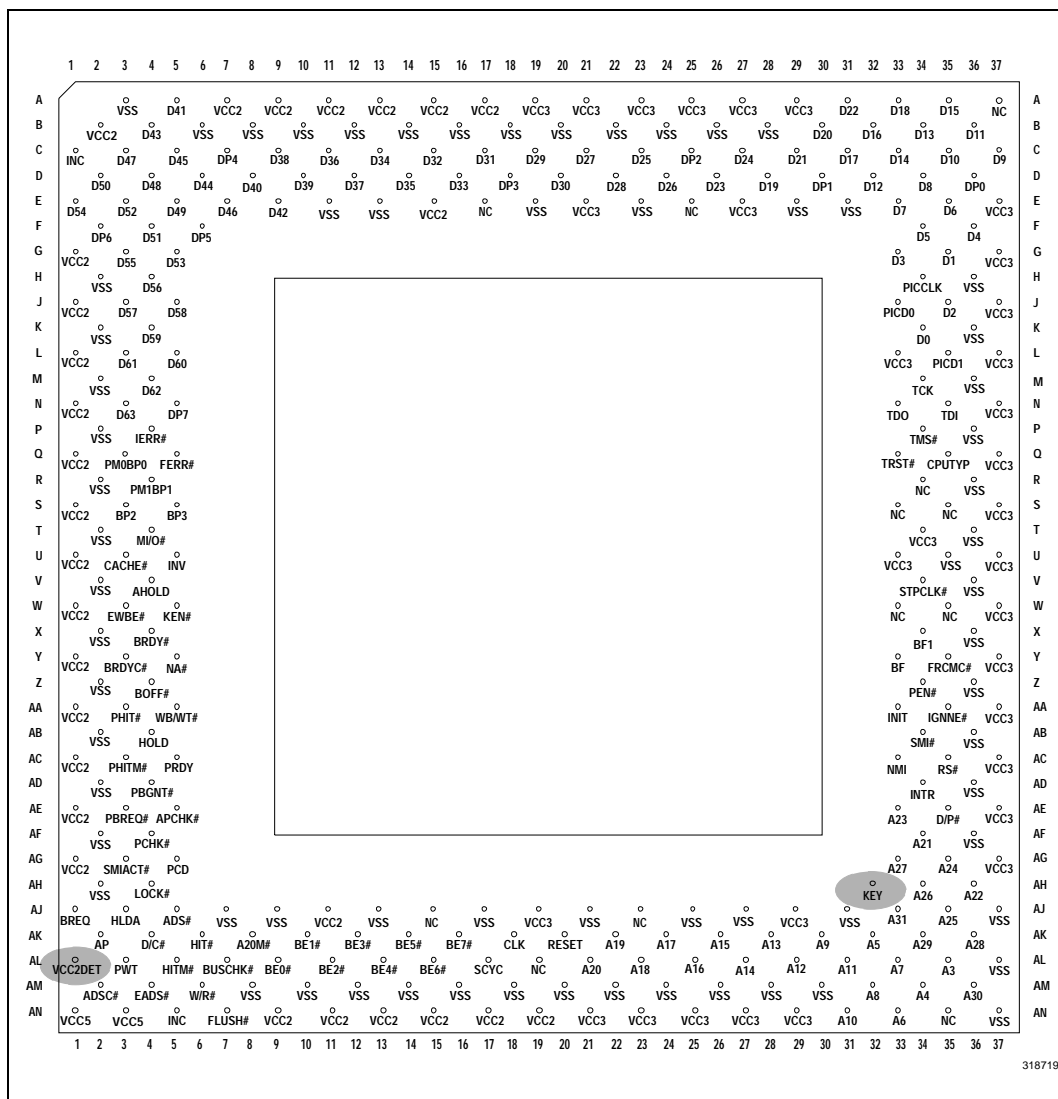 1 2 3 4 5 6 7 8 9 10 11 12 13 14 15 16 17 18 19 20 21 22 23 24 25 26 27 28 29 30 31 32 33 34 35 36 37
A VSS D41 VCC2 VCC2 VCC2 VCC2 VCC2 VCC2 VCC3 VCC3 VCC3 VCC3 VCC3 VCC3 D22 D18 D15 NC A
B VCC2 D43 VSS VSS VSS VSS VSS VSS VSS VSS VSS VSS VSS VSS D20 D16 D13 D11 B
C INC D47 D45 DP4 D38 D36 D34 D32 D31 D29 D27 D25 DP2 D24 D21 D17 D14 D10 D9 C
D D50 D48 D44 D40 D39 D37 D35 D33 DP3 D30 D28 D26 D23 D19 DP1 D12 D8 DP0 D
E D54 D52 D49 D46 D42 VSS VSS VCC2 NC VSS VCC3 VSS NC VCC3 VSS VSS D7 D6 VCC3 E
F DP6 D51 DP5 D5 D4 F
G VCC2 D55 D53 D3 D1 VCC3 G
H VSS D56 PICCLK VSS H
J VCC2 D57 D58 PICD0 D2 VCC3 J
K VSS D59 D0 VSS K
L VCC2 D61 D60 VCC3 PICD1 VCC3 L
M VSS D62 TCK VSS M
N VCC2 D63 DP7 TDO TDI VCC3 N
P VSS IERR# TMS# VSS P
Q VCC2 PM0BP0 FERR# TRST# CPUTYP VCC3 Q
R VSS PM1BP1 NC VSS R
S VCC2 BP2 BP3 NC NC VCC3 S
T VSS MI/O# VCC3 VSS T
U VCC2 CACHE# INV VCC3 VSS VCC3 U
V VSS AHOLD STPCLK# VSS V
W VCC2 EWBE# KEN# NC NC VCC3 W
X VSS BRDY# BF1 VSS X
Y VCC2 BRDYC# NA# BF FRCMC# VCC3 Y
Z VSS BOFF# PEN# VSS Z
AA VCC2 PHIT# WB/WT# INIT IGNNE# VCC3 AA
AB VSS HOLD SMI# VSS AB
AC VCC2 PHITM# PRDY NMI RS# VCC3 AC
AD VSS PBGNT# INTR VSS AD
AE VCC2 PBREQ# APCHK# A23 D/P# VCC3 AE
AF VSS PCHK# A21 VSS AF
AG VCC2 SMIACT# PCD A27 A24 VCC3 AG
AH VSS LOCK# KEY A26 A22 AH
AJ BREQ HLDA ADS# VSS VSS VCC2 VSS NC VSS VCC3 VSS NC VSS VSS VCC3 VSS A31 A25 VSS AJ
AK AP D/C# HIT# A20M# BE1# BE3# BE5# BE7# CLK RESET A19 A17 A15 A13 A9 A5 A29 A28 AK
AL VCC2DET PWT HITM# BUSCHK# BE0# BE2# BE4# BE6# SCYC NC A20 A18 A16 A14 A12 A11 A7 A3 VSS AL
AM ADSC# EADS# W/R# VSS VSS VSS VSS VSS VSS VSS VSS VSS VSS VSS VSS A8 A4 A30 AM
AN VCC5 VCC5 INC FLUSH# VCC2 VCC2 VCC2 VCC2 VCC2 VCC2 VCC3 VCC3 VCC3 VCC3 VCC3 A10 A6 NC VSS AN
1 2 3 4 5 6 7 8 9 10 11 12 13 14 15 16 17 18 19 20 21 22 23 24 25 26 27 28 29 30 31 32 33 34 35 36 37
318719